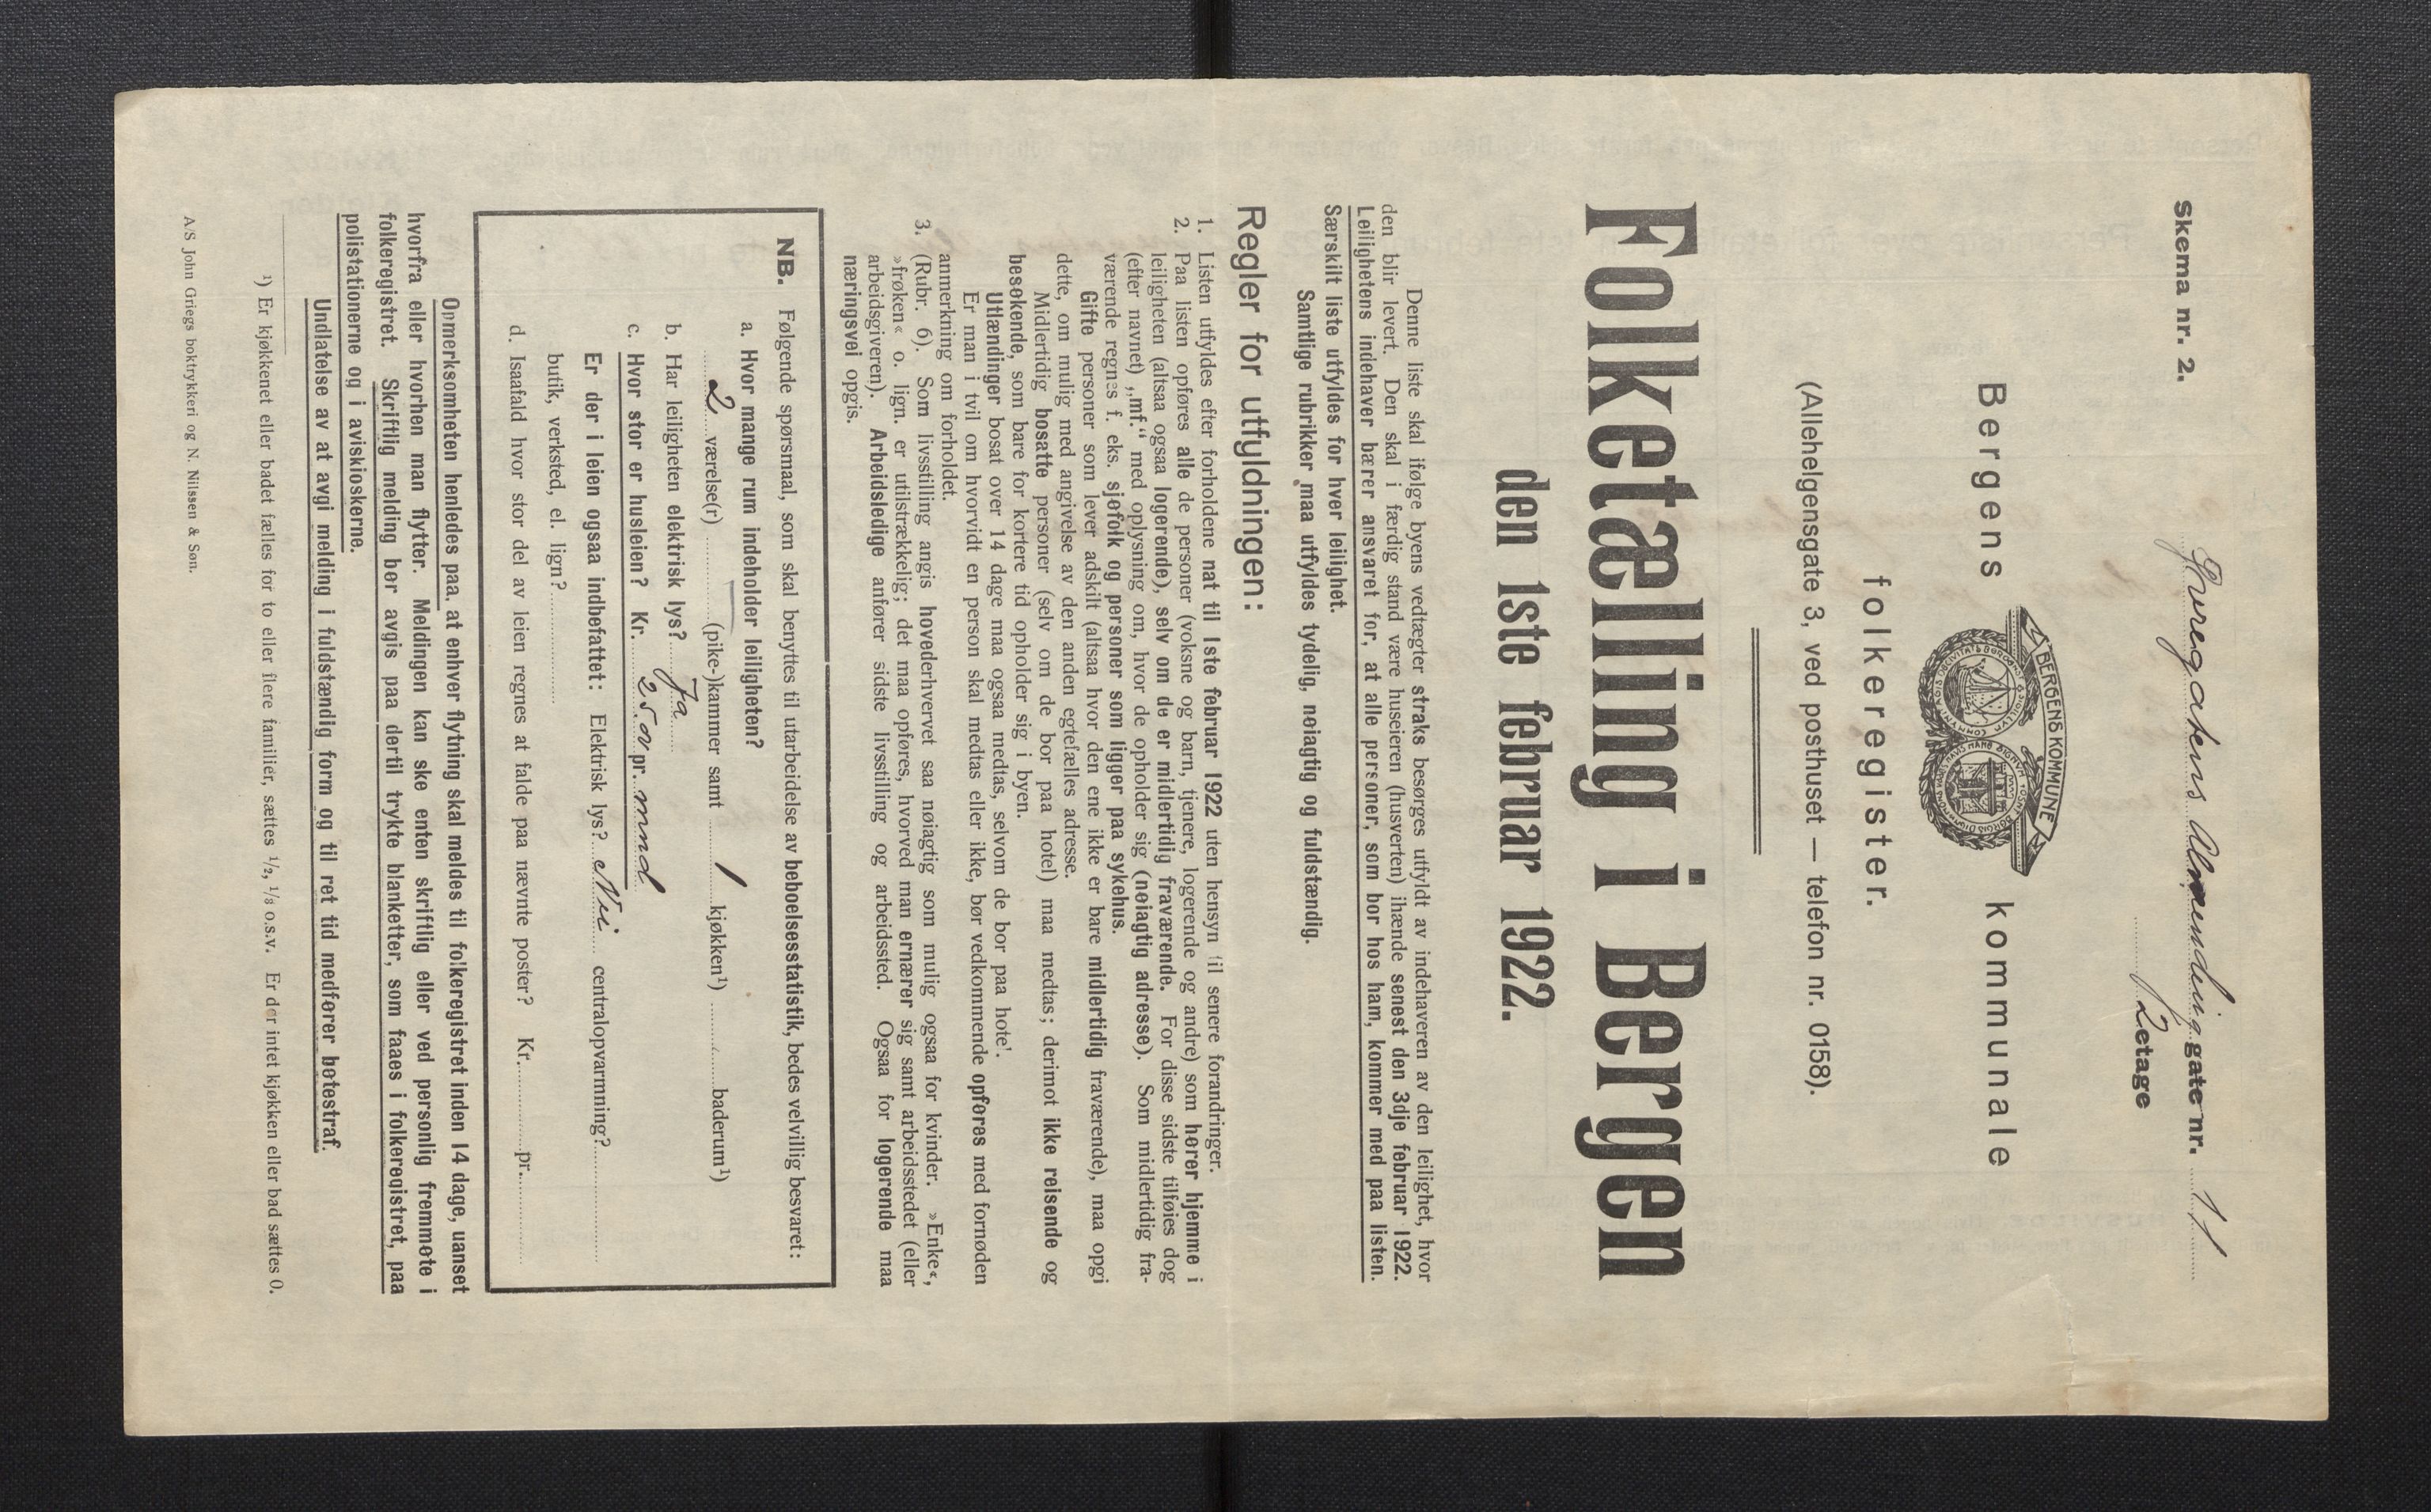 Skema nr. 2.
Sveregatens Almending gate nr. 11
2 etage
Bergens kommunale
BERGENS KOMMUNE
folkeregister.
(Allehelgensgate 3, ved posthuset — telefon nr. 0158).
Folketælling i Bergen
den 1ste februar 1922.
Denne liste skal ifølge byens vedtægter straks besørges utfyldt av indehaveren av den leilighet, hvor
den blir levert. Den skal i færdig stand være huseieren (husverten) ihænde senest den 3dje februar 1922.
Leilighetens indehaver bærer ansvaret for, at alle personer, som bor hos ham, kommer med paa listen.
Særskilt liste utfyldes for hver leilighet.
Samtlige rubrikker maa utfyldes tydelig, nøiagtig og fuldstændig.
Regler for utfyldningen:
1. Listen utfyldes efter forholdene nat til 1ste februar 1922 uten hensyn til senere forandringer.
2. Paa listen opføres alle de personer (voksne og barn, tjenere, logerende og andre) som hører hjemme i
leiligheten (altsaa ogsaa logerende), selv om de er midlertidig fraværende. For disse sidste tilføies dog
(efter navnet) „mf.“ med oplysning om, hvor de opholder sig (nøiagtig adresse). Som midlertidig fra-
værende regnes f. eks. sjøfolk og personer som ligger paa sykehus.
Gifte personer som lever adskilt (altsaa hvor den ene ikke er bare midlertidig fraværende), maa opgi
dette, om mulig med angivelse av den anden egtefælles adresse.
Midlertidig bosatte personer (selv om de bor paa hotel) maa medtas; derimot ikke reisende og
besøkende, som bare for kortere tid opholder sig i byen.
Utlændinger bosat over 14 dage maa ogsaa medtas, selvom de bor paa hotel.
Er man i tvil om hvorvidt en person skal medtas eller ikke, bør vedkommende opføres med fornøden
anmerkning om forholdet.
3. (Rubr. 6). Som livsstilling angis hovederhvervet saa nøiagtig som mulig ogsaa for kvinder. »Enke«,
»frøken« o. lign. er utilstrækkelig; det maa opføres, hvorved man ernærer sig samt arbeidsstedet (eller
arbeidsgiveren). Arbeidsledige anfører sidste livsstilling og arbeidssted. Ogsaa for logerende maa
næringsvei opgis.
NB. Følgende spørsmaal, som skal benyttes til utarbeidelse av beboelsesstatistik, bedes velvillig besvaret:
a. Hvor mange rum indeholder leiligheten?
2 værelse(r) (pike-)kammer samt 1 kjøkken¹) baderum¹)
b. Har leiligheten elektrisk lys? Ja
c. Hvor stor er husleien? Kr. 25.00 pr. mnd
Er der i leien ogsaa indbefattet: Elektrisk lys? Nei centralopvarmning?
butik, verksted, el. lign?
d. Isaafald hvor stor del av leien regnes at falde paa nævnte poster? Kr. pr.
Opmerksomheten henledes paa, at enhver flytning skal meldes til folkeregistret inden 14 dage, uanset
hvorfra eller hvorhen man flytter. Meldingen kan ske enten skriftlig eller ved personlig fremmøte i
folkeregistret. Skriftlig melding bør avgis paa dertil trykte blanketter, som faaes i folkeregistret, paa
polistationerne og i aviskioskerne.
Undlatelse av at avgi melding i fuldstændig form og til ret tid medfører bøtestraf.
¹) Er kjøkkenet eller badet fælles for to eller flere familier, sættes ¹/₂, ¹/₃ o.s.v. Er der intet kjøkken eller bad sættes 0.
A/S John Griegs boktrykkeri og N. Nilssen & Søn.